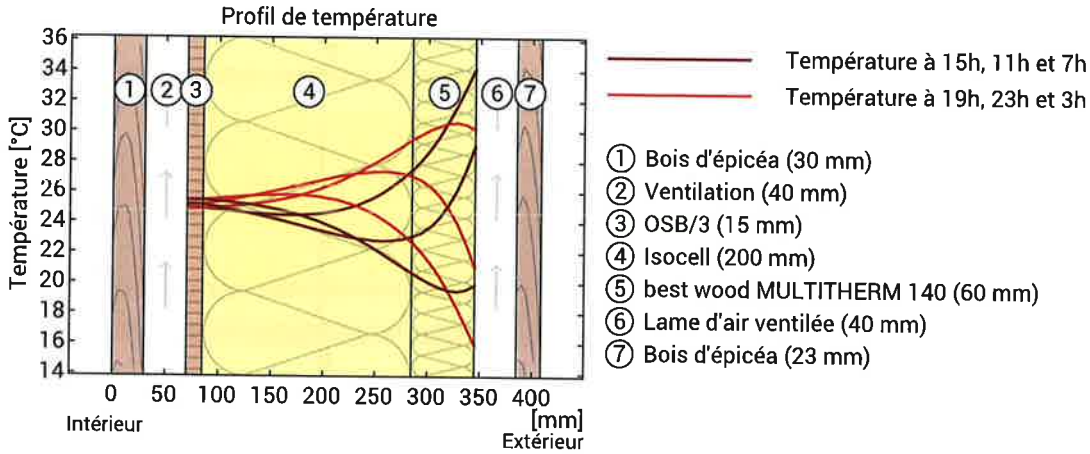 Profil de température
Température [°C]
36
34
32
30
28
26
24
22
20
18
16
14
1 2 3 4 5 6 7
0 50 100 150 200 250 300 350 400
[mm]
Intérieur
Extérieur
Température à 15h, 11h et 7h
Température à 19h, 23h et 3h
1 Bois d'épicéa (30 mm)
2 Ventilation (40 mm)
3 OSB/3 (15 mm)
4 Isocell (200 mm)
5 best wood MULTITHERM 140 (60 mm)
6 Lame d'air ventilée (40 mm)
7 Bois d'épicéa (23 mm)